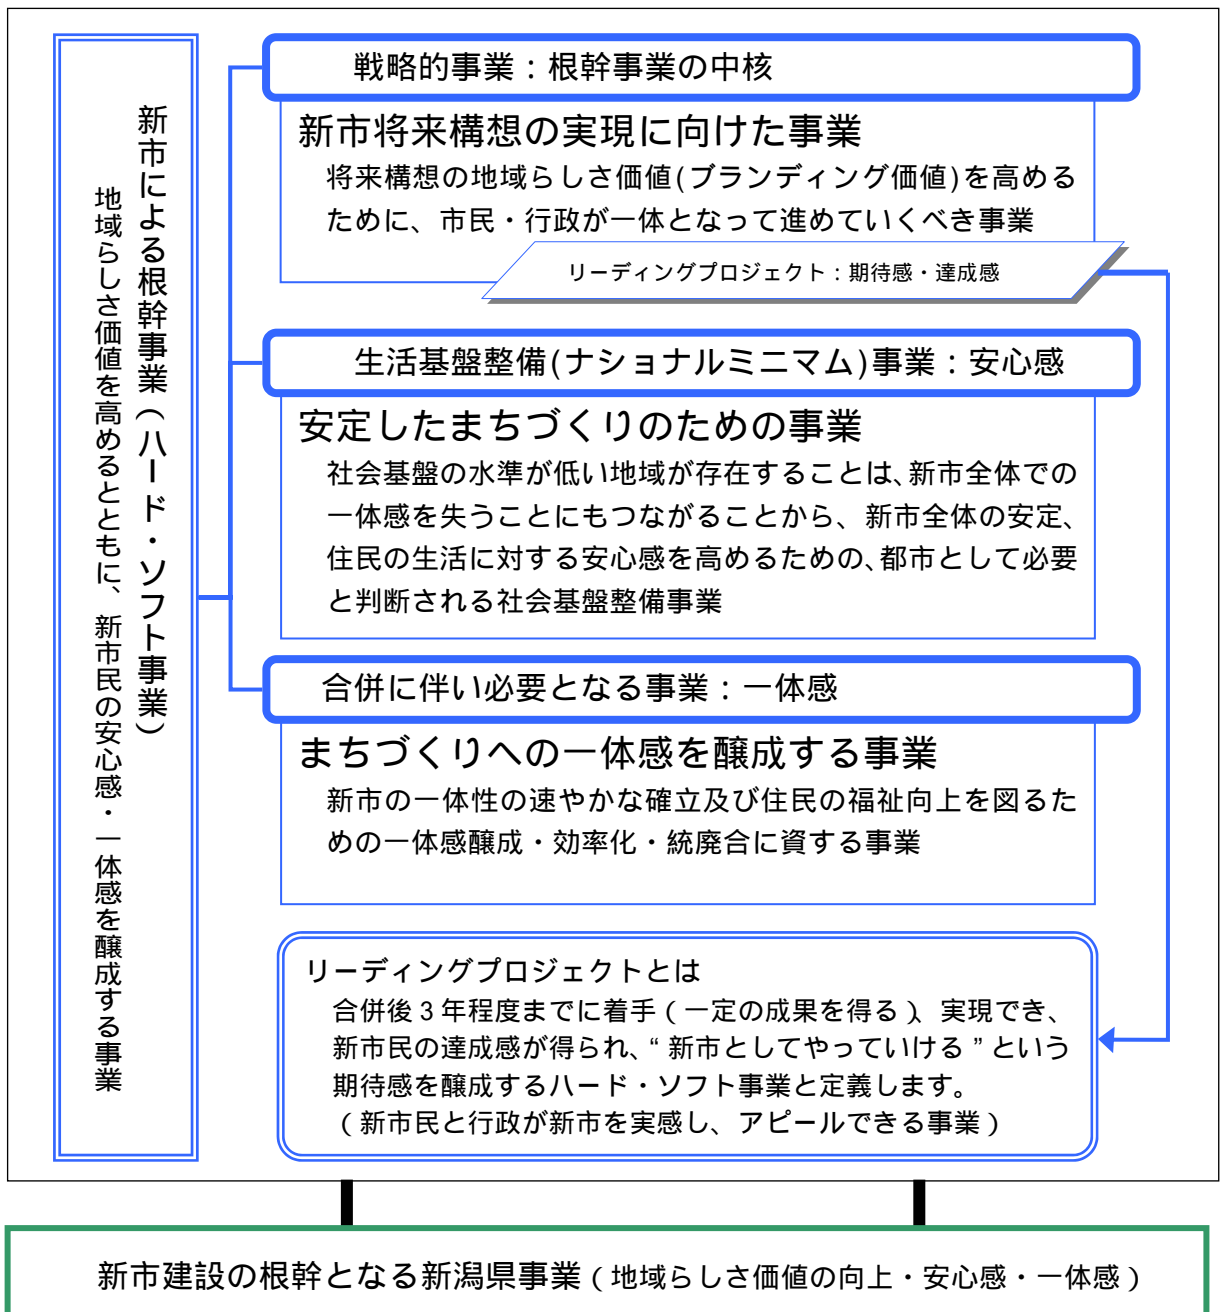 新市による根幹事業（ハード・ソフト事業）
地域らしさ価値を高めるとともに、新市民の安心感・一体感を醸成する事業
戦略的事業：根幹事業の中核
新市将来構想の実現に向けた事業
将来構想の地域らしさ価値(ブランディング価値)を高める
ために、市民・行政が一体となって進めていくべき事業
リーディングプロジェクト：期待感・達成感
生活基盤整備(ナショナルミニマム)事業：安心感
安定したまちづくりのための事業
社会基盤の水準が低い地域が存在することは、新市全体での
一体感を失うことにもつながることから、新市全体の安定、
住民の生活に対する安心感を高めるための、都市として必要
と判断される社会基盤整備事業
合併に伴い必要となる事業：一体感
まちづくりへの一体感を醸成する事業
新市の一体性の速やかな確立及び住民の福祉向上を図るた
めの一体感醸成・効率化・統廃合に資する事業
リーディングプロジェクトとは
合併後3年程度までに着手（一定の成果を得る）、実現でき、
新市民の達成感が得られ、“新市としてやっていける”という
期待感を醸成するハード・ソフト事業と定義します。
（新市民と行政が新市を実感し、アピールできる事業）
新市建設の根幹となる新潟県事業（地域らしさ価値の向上・安心感・一体感）